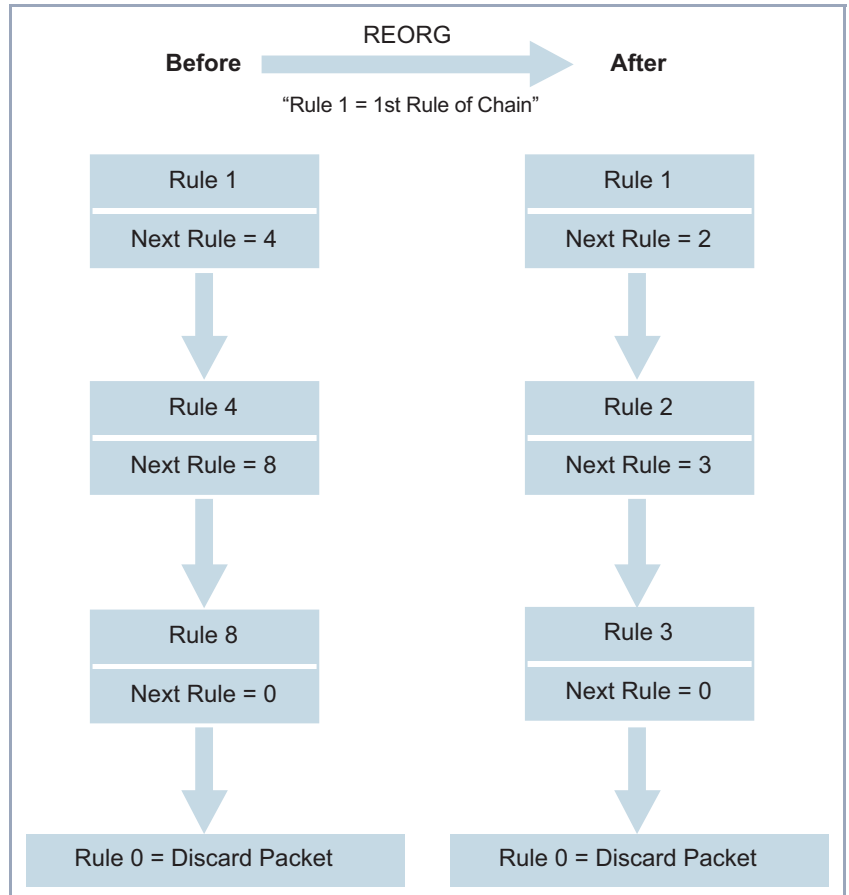 REORG
Before
After
“Rule 1 = 1st Rule of Chain”
Rule 1
Next Rule = 4
Rule 4
Next Rule = 8
Rule 8
Next Rule = 0
Rule 0 = Discard Packet
Rule 1
Next Rule = 2
Rule 2
Next Rule = 3
Rule 3
Next Rule = 0
Rule 0 = Discard Packet